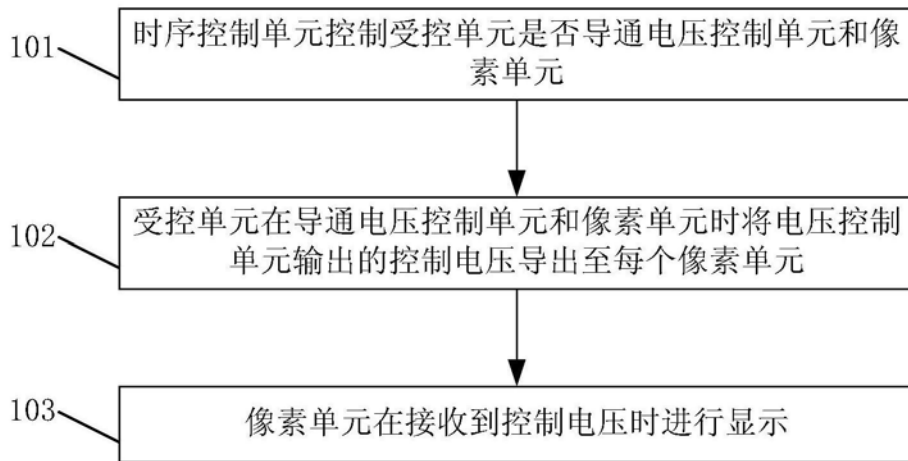 101
时序控制单元控制受控单元是否导通电压控制单元和像
素单元
102
受控单元在导通电压控制单元和像素单元时将电压控制
单元输出的控制电压导出至每个像素单元
103
像素单元在接收到控制电压时进行显示